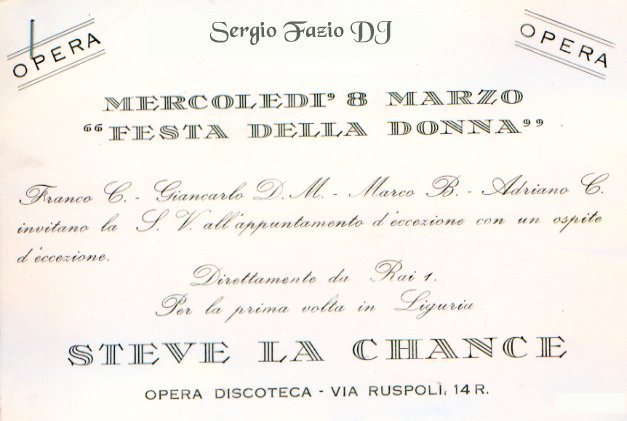 Sergio Fazio DJ
OPERA
OPERA
MERCOLEDI' 8 MARZO
“FESTA DELLA DONNA”
Franco C. - Giancarlo D. M. - Marco B. - Adriano C.
invitano la S. V. all'appuntamento d'eccezione con un ospite
d'eccezione.
Direttamente da Rai 1.
Per la prima volta in Liguria
STEVE LA CHANCE
OPERA DISCOTECA - VIA RUSPOLI, 14 R.